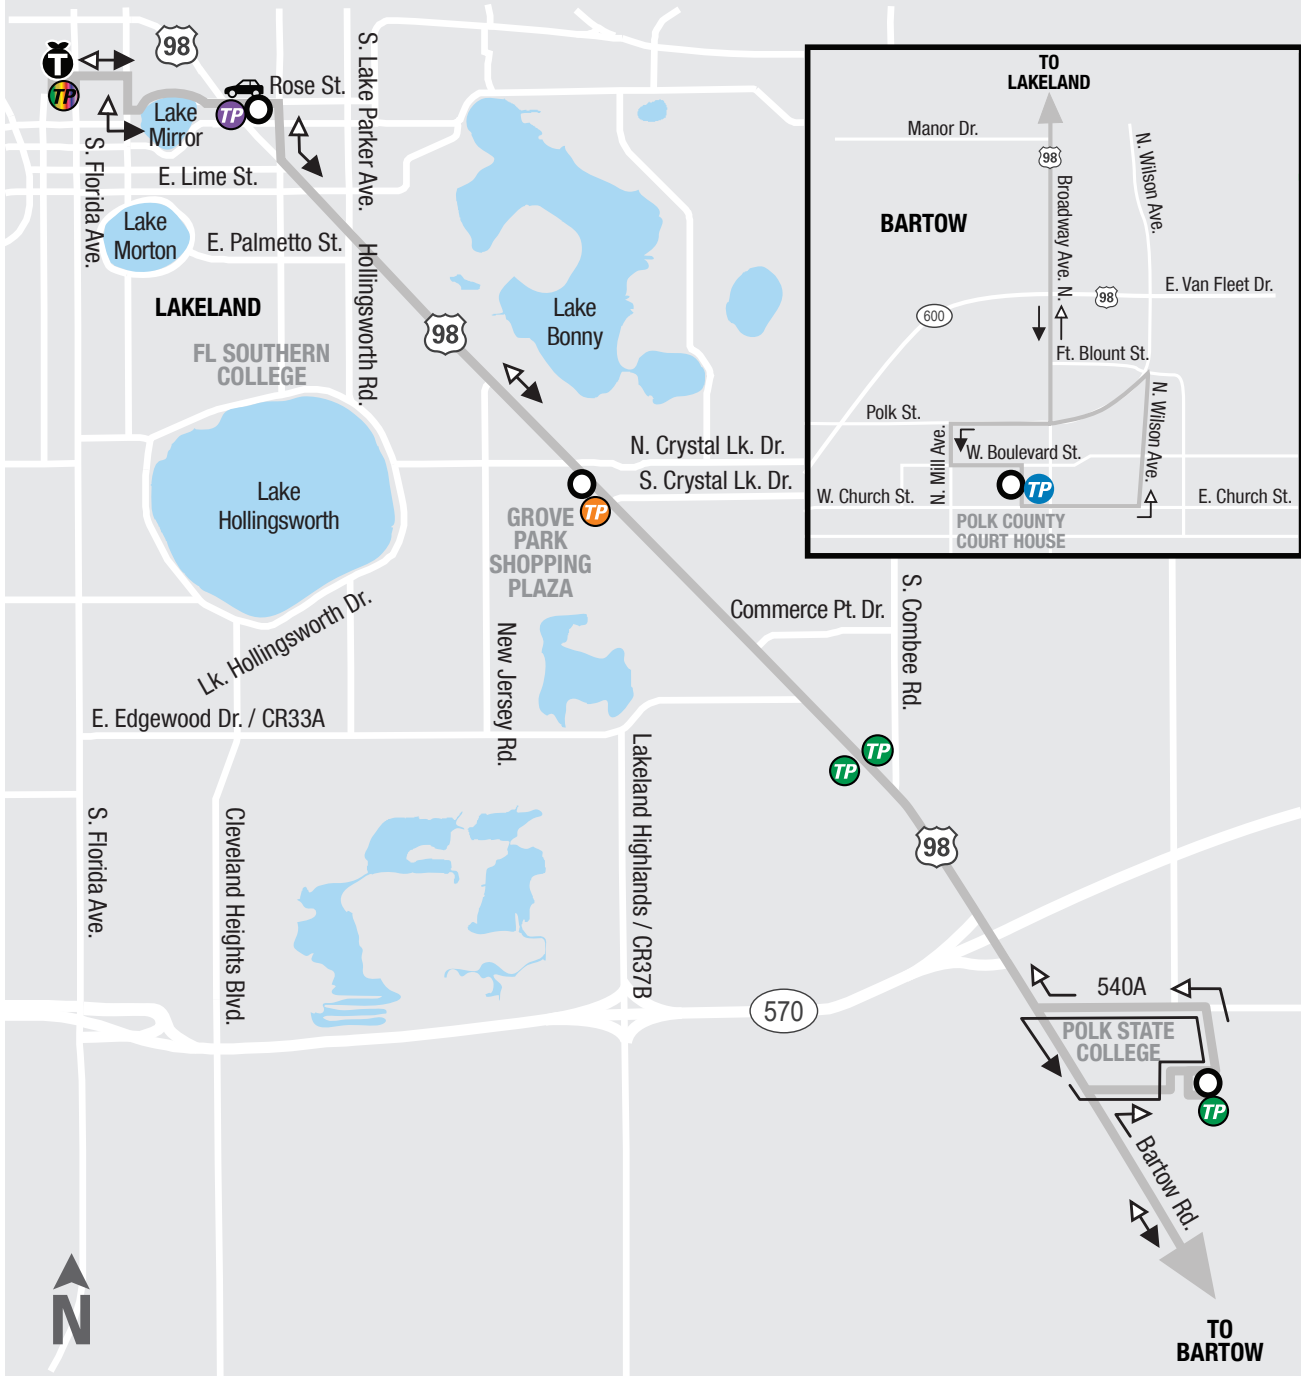 98
T
TP
Rose St.
TP
Lake
Mirror
S. Lake Parker Ave.
S. Florida Ave.
E. Lime St.
Lake
Morton
E. Palmetto St.
Hollingsworth Rd.
LAKELAND
98
Lake
Bonny
FL SOUTHERN
COLLEGE
N. Crystal Lk. Dr.
S. Crystal Lk. Dr.
Lake
Hollingsworth
TP
GROVE
PARK
SHOPPING
PLAZA
Lk. Hollingsworth Dr.
Commerce Pt. Dr.
S. Combee Rd.
New Jersey Rd.
E. Edgewood Dr. / CR33A
TP
TP
Lakeland Highlands / CR37B
S. Florida Ave.
Cleveland Heights Blvd.
98
570
540A
POLK STATE
COLLEGE
TP
Bartow Rd.
N
TO
BARTOW
TO
LAKELAND
Manor Dr.
98
N. Wilson Ave.
Broadway Ave. N.
BARTOW
E. Van Fleet Dr.
98
600
Ft. Blount St.
Polk St.
N. Mill Ave.
W. Boulevard St.
N. Wilson Ave.
W. Church St.
TP
E. Church St.
POLK COUNTY
COURT HOUSE